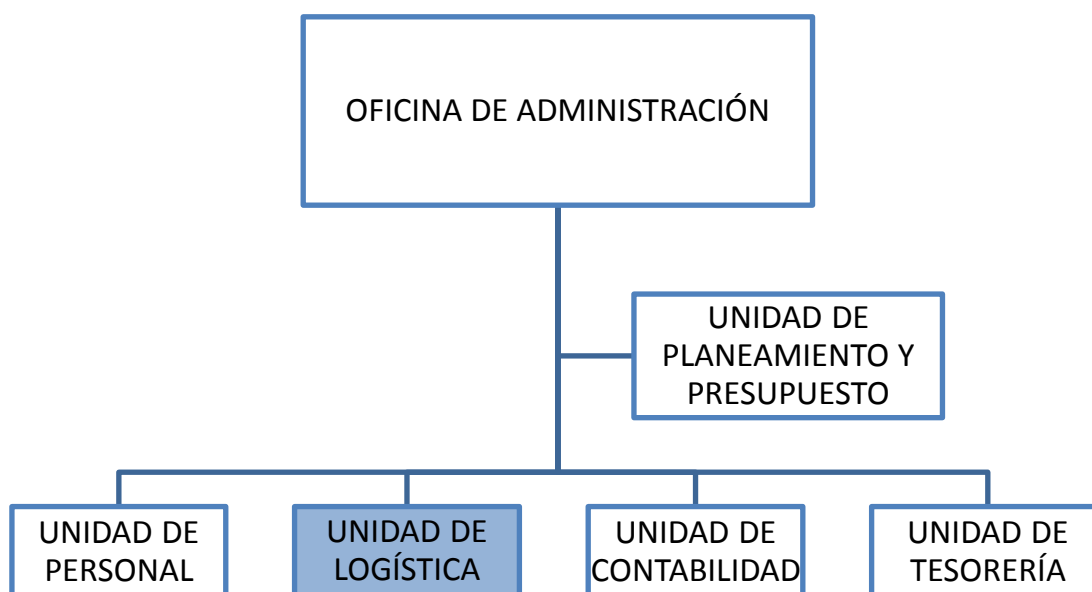 OFICINA DE ADMINISTRACIÓN
UNIDAD DE
PLANEAMIENTO Y
PRESUPUESTO
UNIDAD DE
PERSONAL
UNIDAD DE
LOGÍSTICA
UNIDAD DE
CONTABILIDAD
UNIDAD DE
TESORERÍA